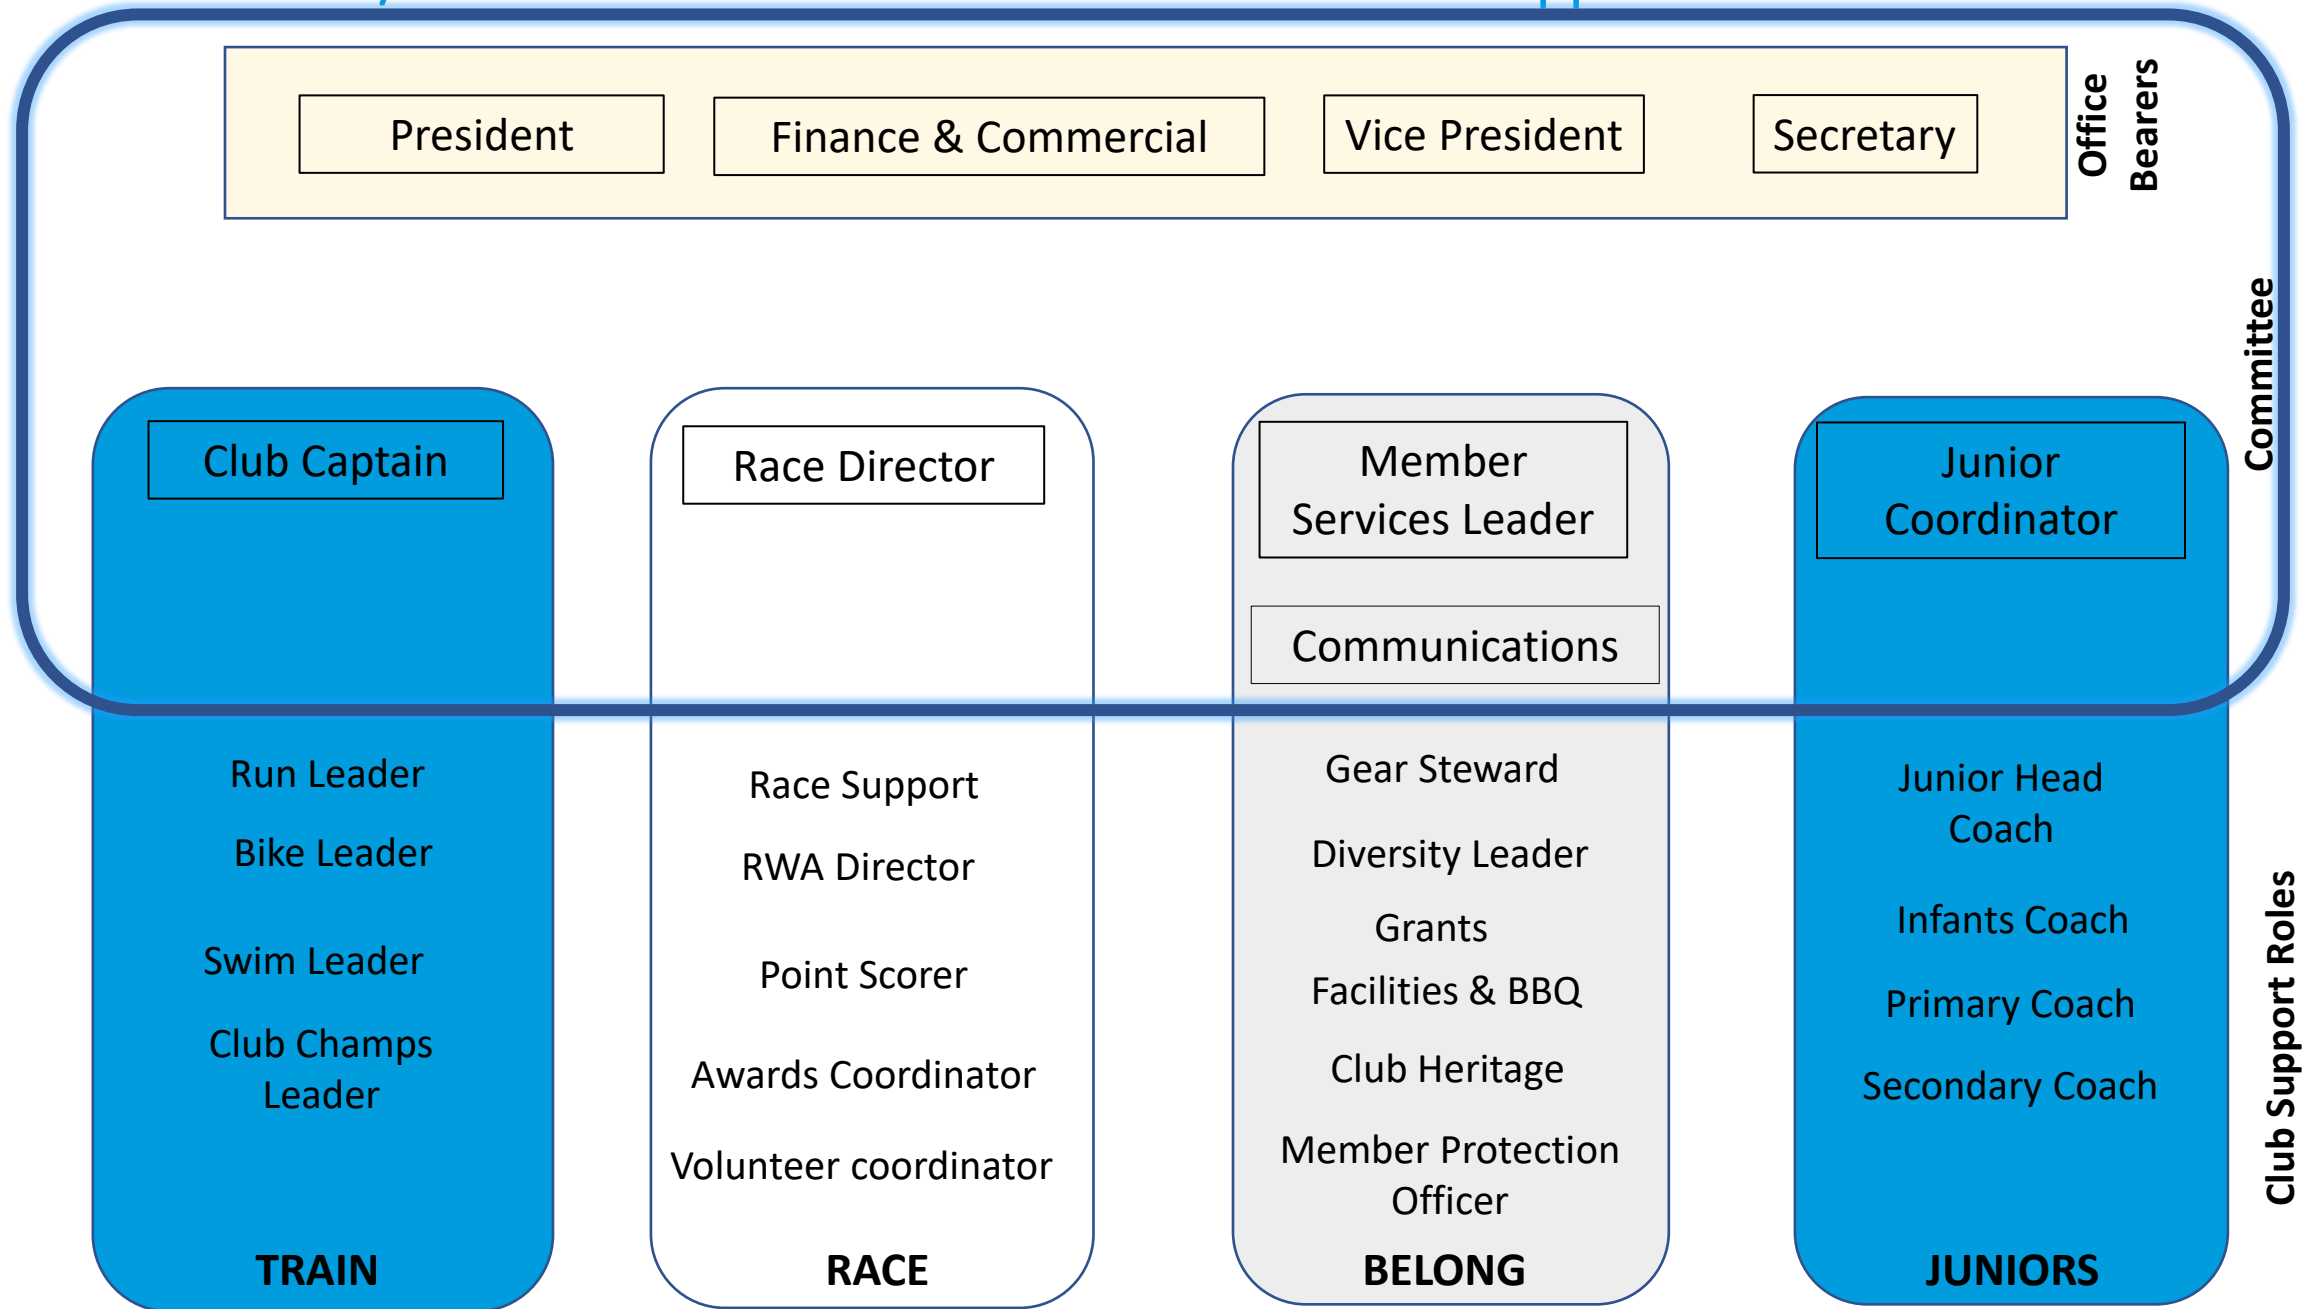 President
Finance & Commercial
Vice President
Secretary
Office
Bearers
Committee
Club Captain
Race Director
Member
Services Leader
Communications
Junior
Coordinator
Run Leader
Bike Leader
Swim Leader
Club Champs
Leader
TRAIN
Race Support
RWA Director
Point Scorer
Awards Coordinator
Volunteer coordinator
RACE
Gear Steward
Diversity Leader
Grants
Facilities & BBQ
Club Heritage
Member Protection
Officer
BELONG
Junior Head
Coach
Infants Coach
Primary Coach
Secondary Coach
JUNIORS
Club Support Roles